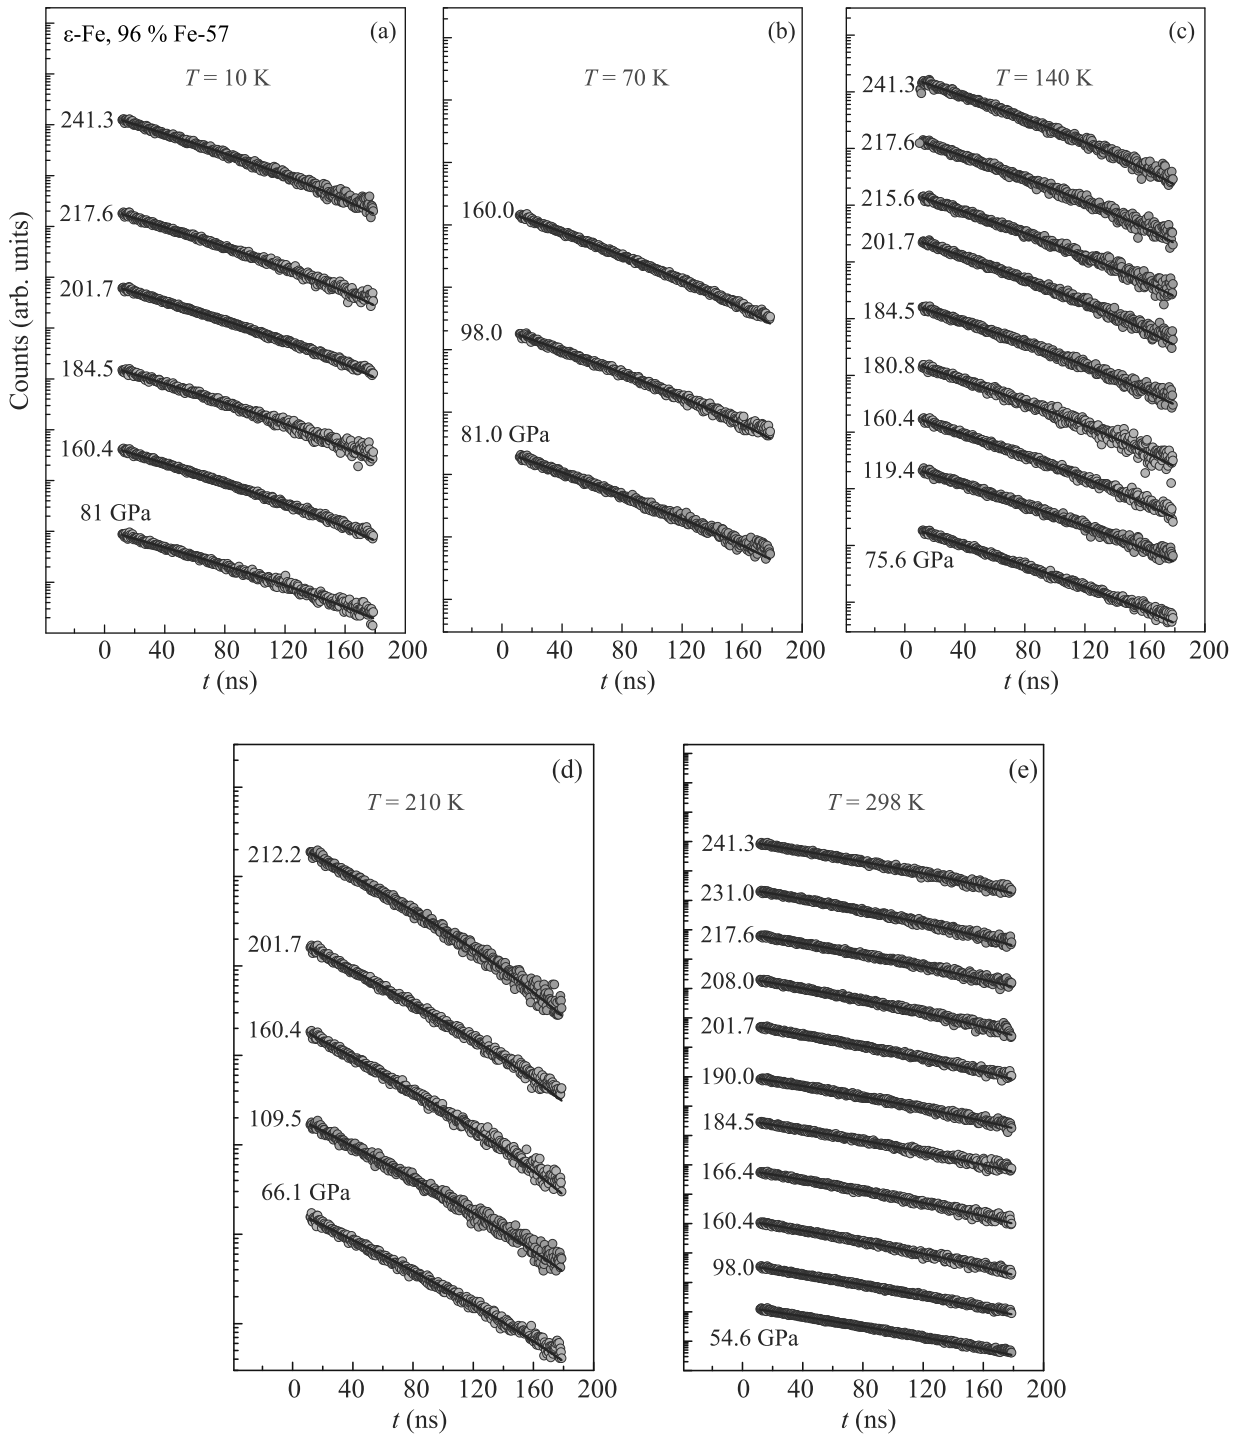 ε-Fe, 96 % Fe-57
(a)
T = 10 K
241.3
217.6
201.7
184.5
160.4
81 GPa
Counts (arb. units)
0 40 80 120 160 200
t (ns)
(b)
T = 70 K
160.0
98.0
81.0 GPa
0 40 80 120 160 200
t (ns)
(c)
T = 140 K
241.3
217.6
215.6
201.7
184.5
180.8
160.4
119.4
75.6 GPa
0 40 80 120 160 200
t (ns)
(d)
T = 210 K
212.2
201.7
160.4
109.5
66.1 GPa
0 40 80 120 160 200
t (ns)
(e)
T = 298 K
241.3
231.0
217.6
208.0
201.7
190.0
184.5
166.4
160.4
98.0
54.6 GPa
0 40 80 120 160 200
t (ns)